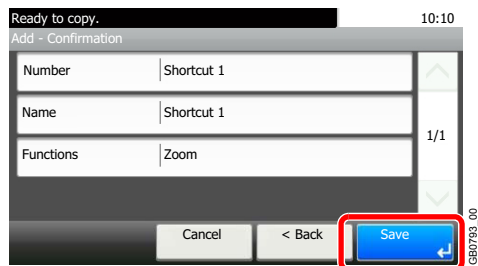 Ready to copy. 10:10
Add - Confirmation
Number Shortcut 1
Name Shortcut 1
1/1
Functions Zoom
Cancel < Back Save
GB0793_00